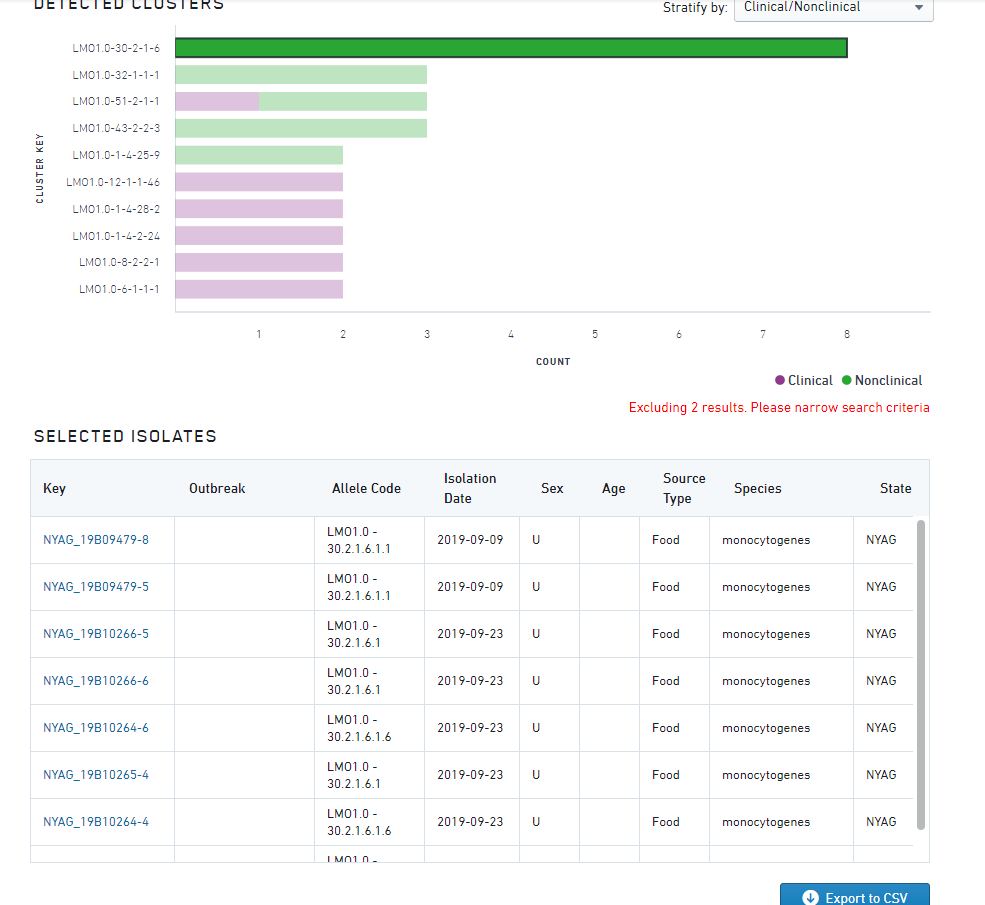 DETECTED CLUSTERS
Stratify by: Clinical/Nonclinical
CLUSTER KEY
LMO1.0-30-2-1-6
LMO1.0-32-1-1-1
LMO1.0-51-2-1-1
LMO1.0-43-2-2-3
LMO1.0-1-4-25-9
LMO1.0-12-1-1-46
LMO1.0-1-4-28-2
LMO1.0-1-4-2-24
LMO1.0-8-2-2-1
LMO1.0-6-1-1-1
1 2 3 4 5 6 7 8
COUNT
Clinical Nonclinical
Excluding 2 results. Please narrow search criteria
SELECTED ISOLATES
Key Outbreak Allele Code Isolation Date Sex Age Source Type Species State
NYAG_19B09479-8 LMO1.0 - 30.2.1.6.1.1 2019-09-09 U Food monocytogenes NYAG
NYAG_19B09479-5 LMO1.0 - 30.2.1.6.1.1 2019-09-09 U Food monocytogenes NYAG
NYAG_19B10266-5 LMO1.0 - 30.2.1.6.1 2019-09-23 U Food monocytogenes NYAG
NYAG_19B10266-6 LMO1.0 - 30.2.1.6.1 2019-09-23 U Food monocytogenes NYAG
NYAG_19B10264-6 LMO1.0 - 30.2.1.6.1.6 2019-09-23 U Food monocytogenes NYAG
NYAG_19B10265-4 LMO1.0 - 30.2.1.6.1 2019-09-23 U Food monocytogenes NYAG
NYAG_19B10264-4 LMO1.0 - 30.2.1.6.1.6 2019-09-23 U Food monocytogenes NYAG
LMO1.0 -
Export to CSV